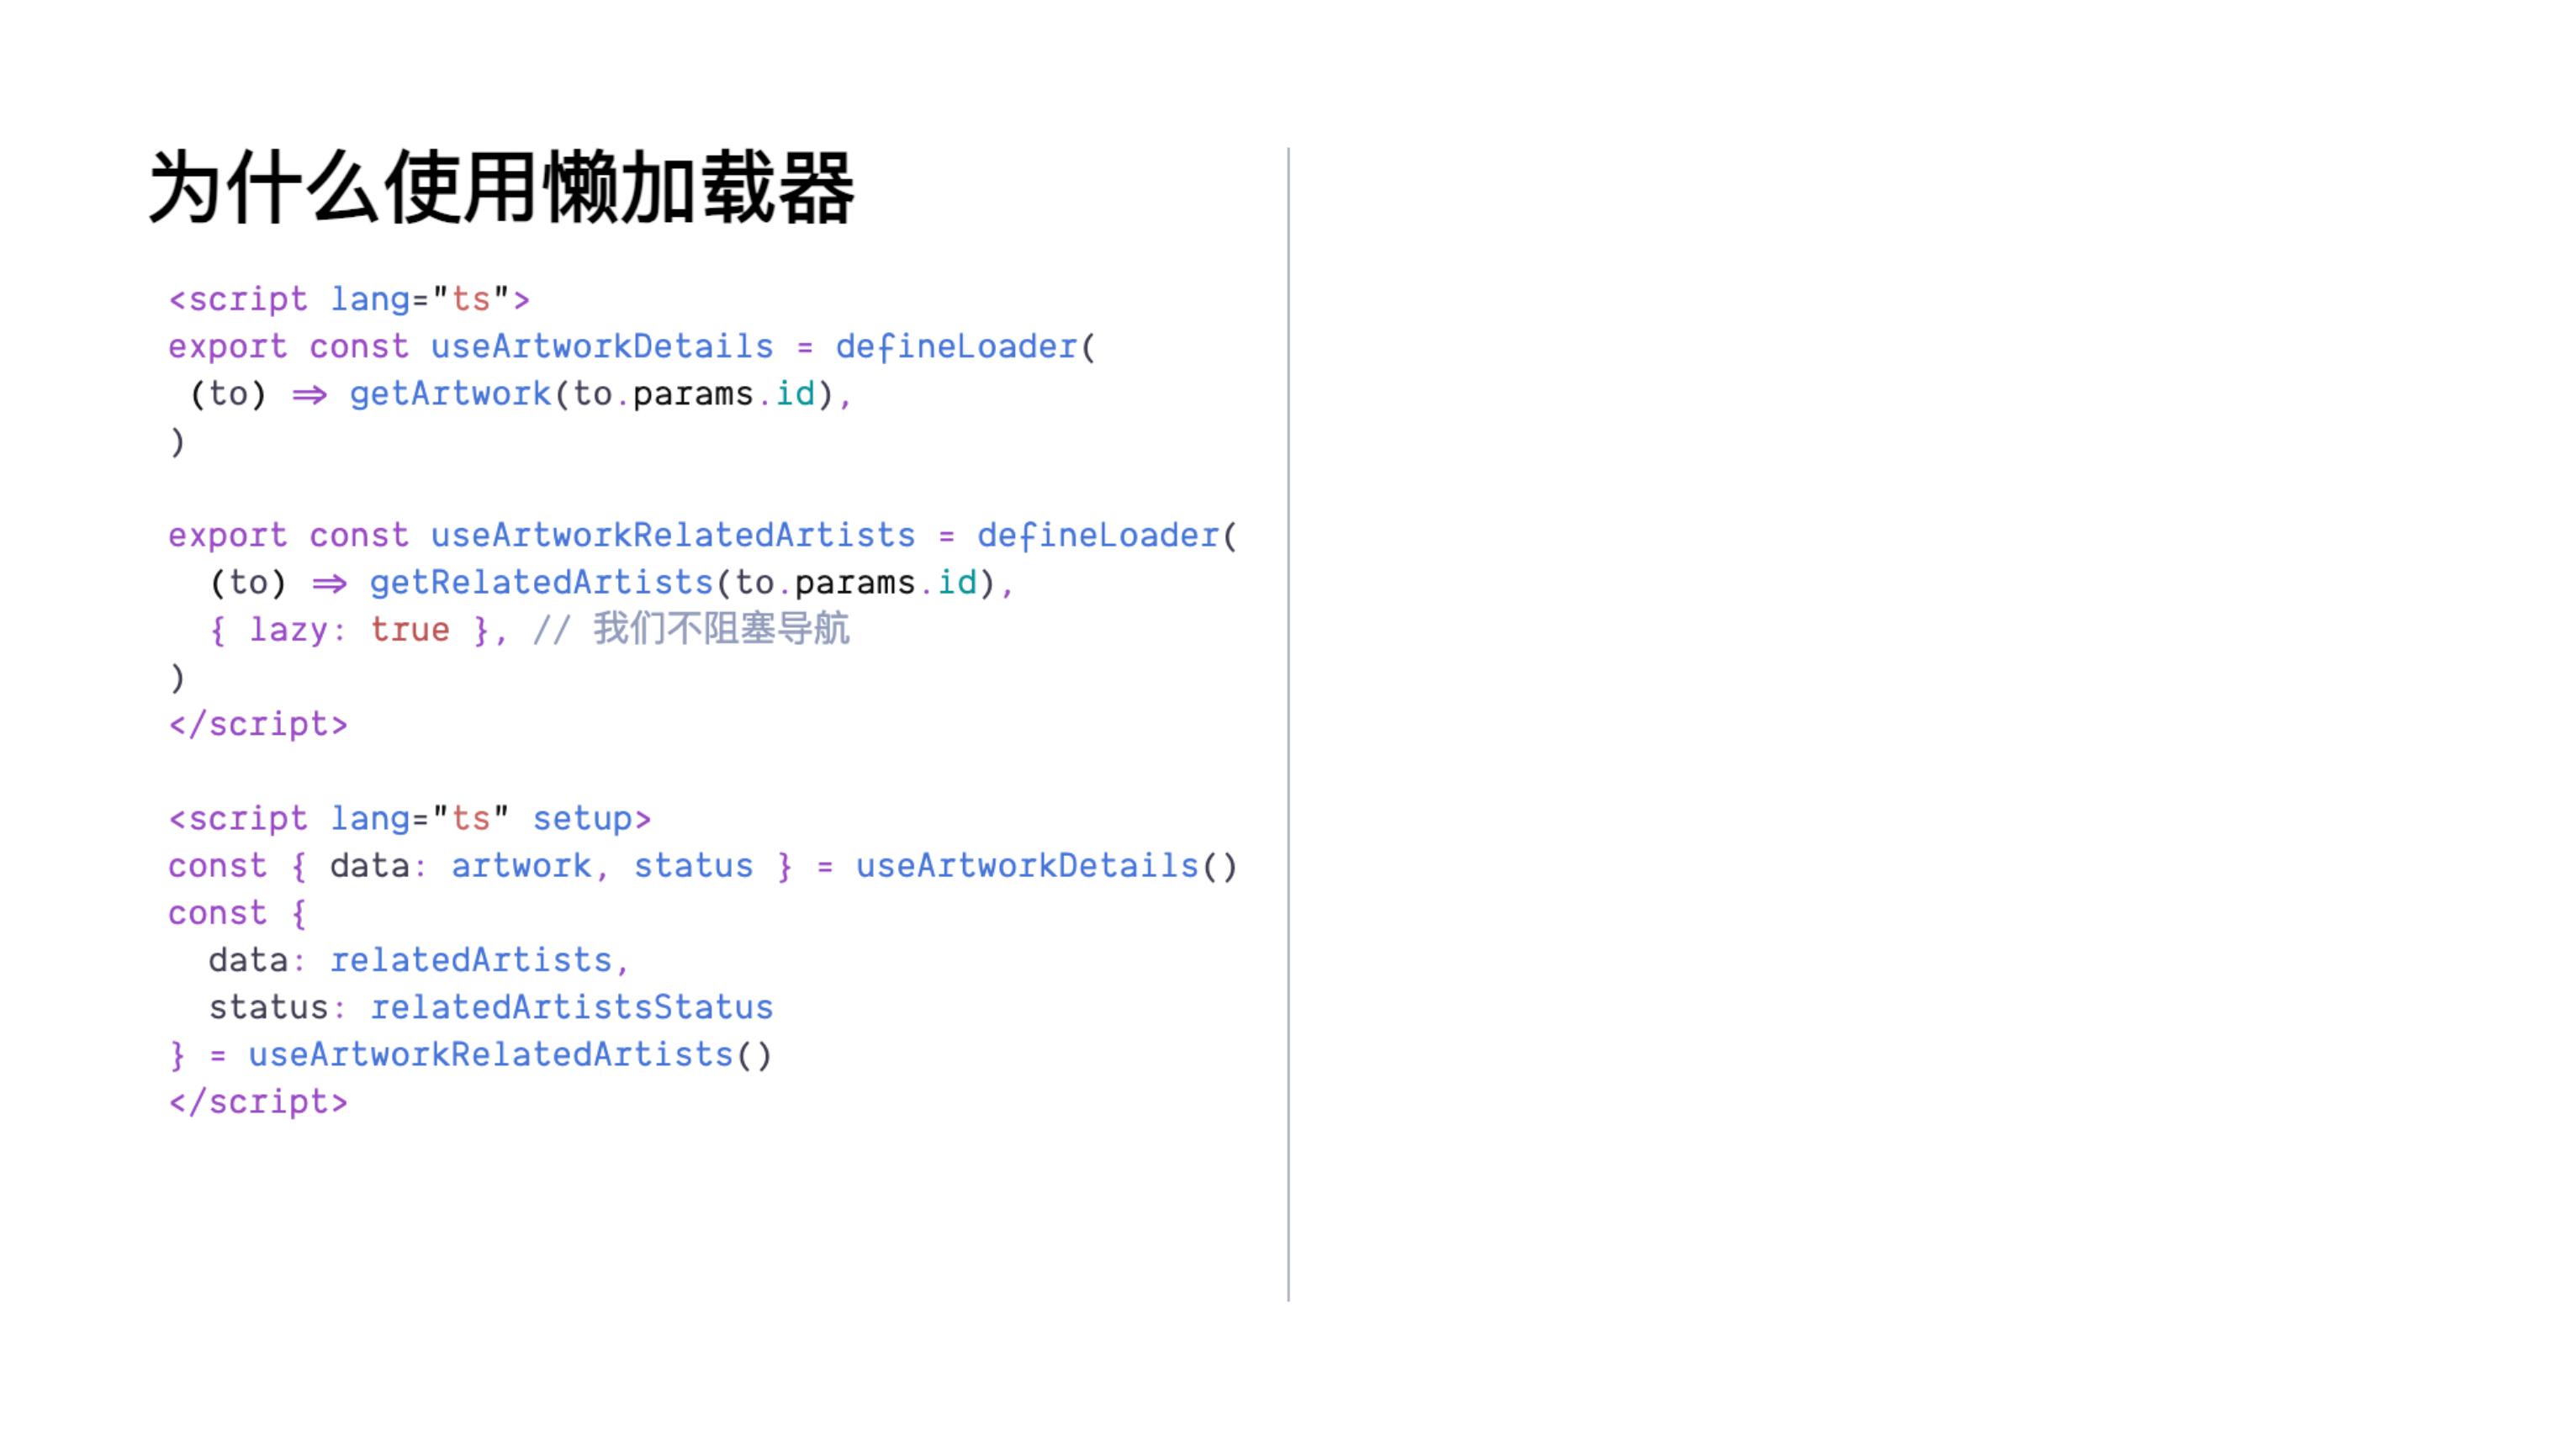 为什么使用懒加载器
<script lang="ts">
export const useArtworkDetails = defineLoader(
 (to) => getArtwork(to.params.id),
)
export const useArtworkRelatedArtists = defineLoader(
  (to) => getRelatedArtists(to.params.id),
  { lazy: true }, // 我们不阻塞导航
)
</script>
<script lang="ts" setup>
const { data: artwork, status } = useArtworkDetails()
const {
  data: relatedArtists,
  status: relatedArtistsStatus
} = useArtworkRelatedArtists()
</script>